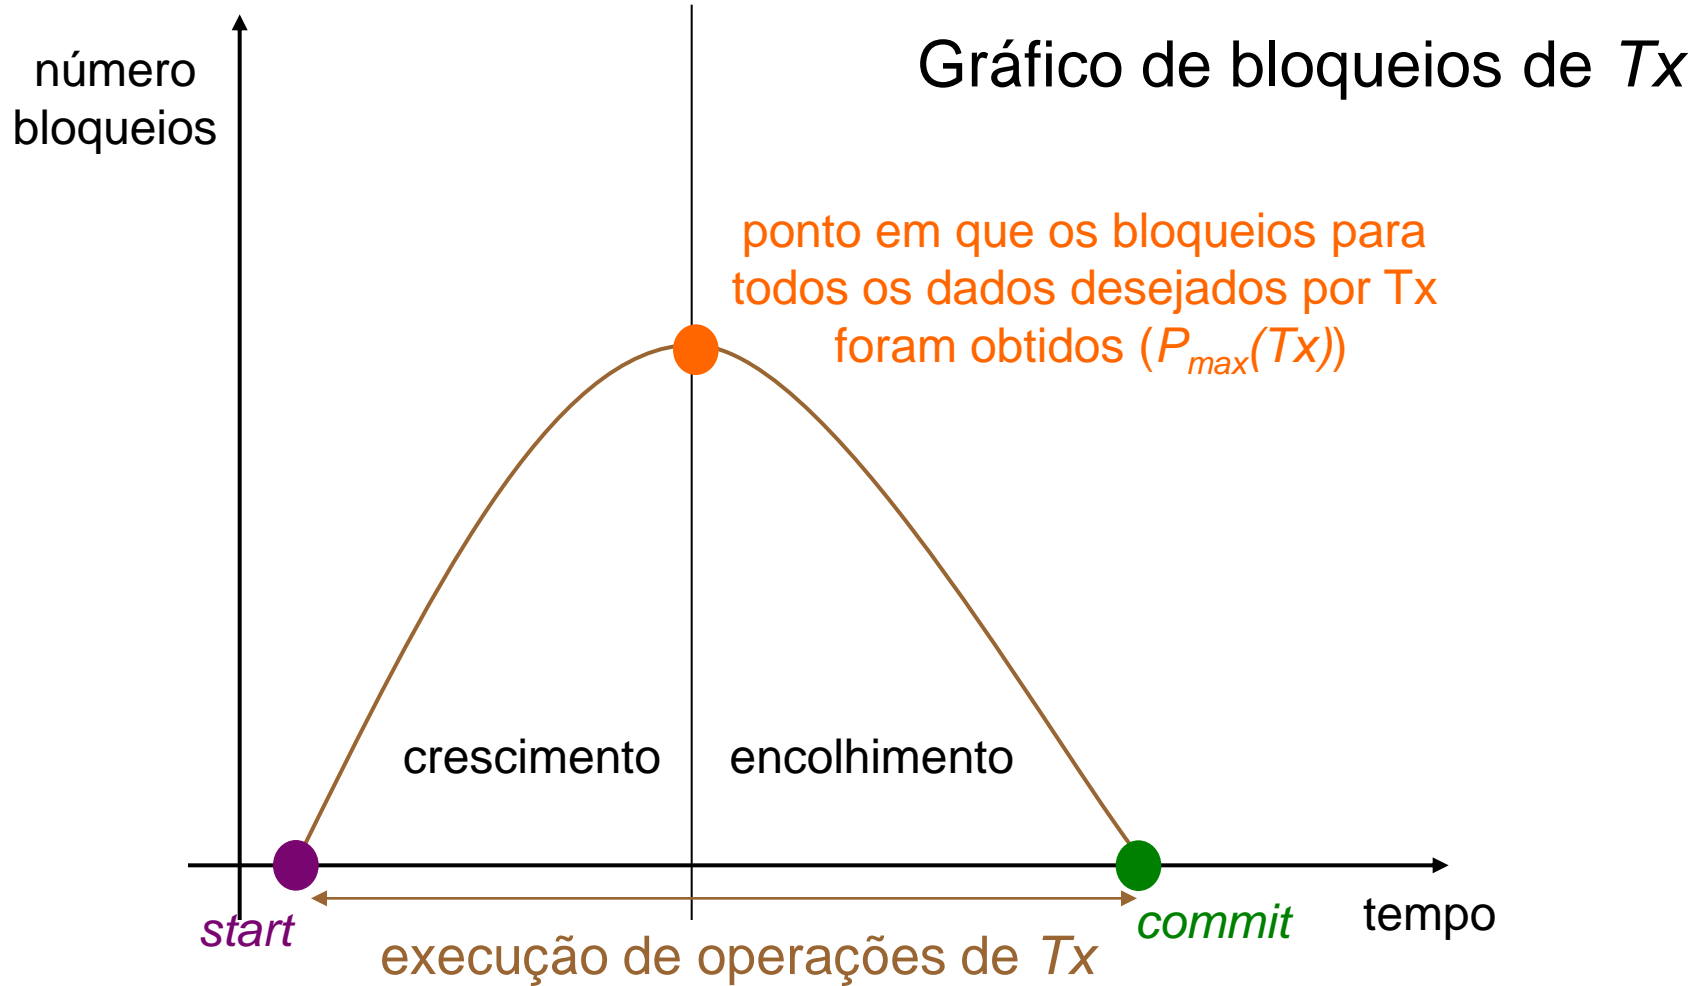 número
bloqueios
Gráfico de bloqueios de Tx
ponto em que os bloqueios para
todos os dados desejados por Tx
foram obtidos (Pmax(Tx))
crescimento
encolhimento
start
commit
tempo
execução de operações de Tx